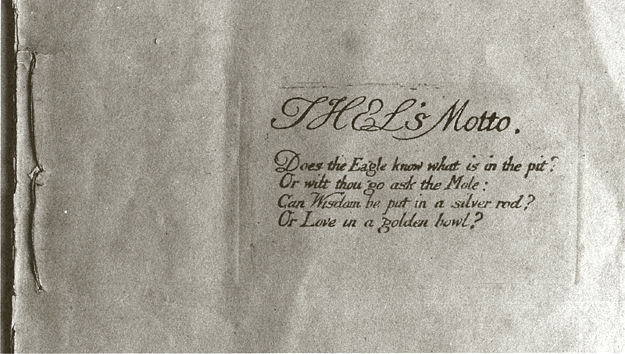 THEL's Motto.
Does the Eagle know what is in the pit?
Or wilt thou go ask the Mole:
Can Wisdom be put in a silver rod?
Or Love in a golden bowl?